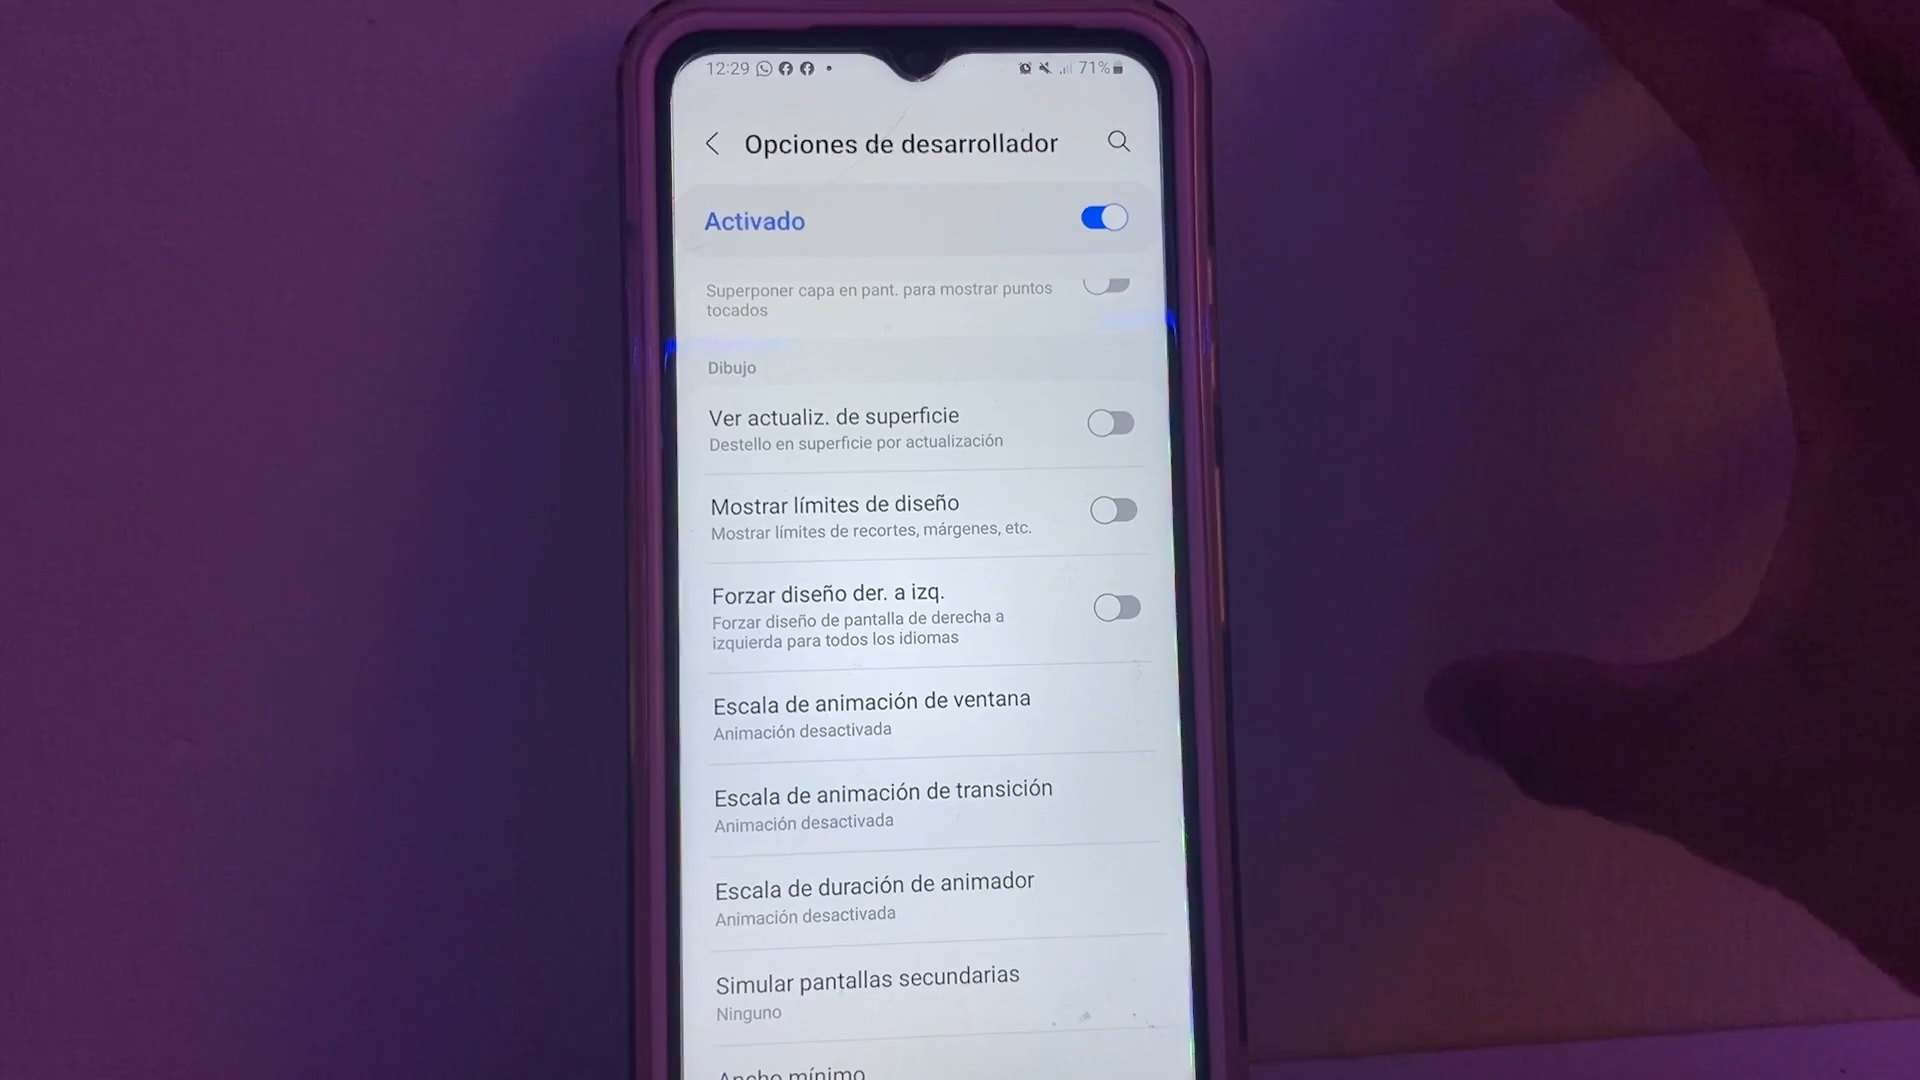 12:29
71%
Opciones de desarrollador
Activado
Superponer capa en pant. para mostrar puntos
tocados
Dibujo
Ver actualiz. de superficie
Destello en superficie por actualización
Mostrar límites de diseño
Mostrar límites de recortes, márgenes, etc.
Forzar diseño der. a izq.
Forzar diseño de pantalla de derecha a
izquierda para todos los idiomas
Escala de animación de ventana
Animación desactivada
Escala de animación de transición
Animación desactivada
Escala de duración de animador
Animación desactivada
Simular pantallas secundarias
Ninguno
Ancho mínimo